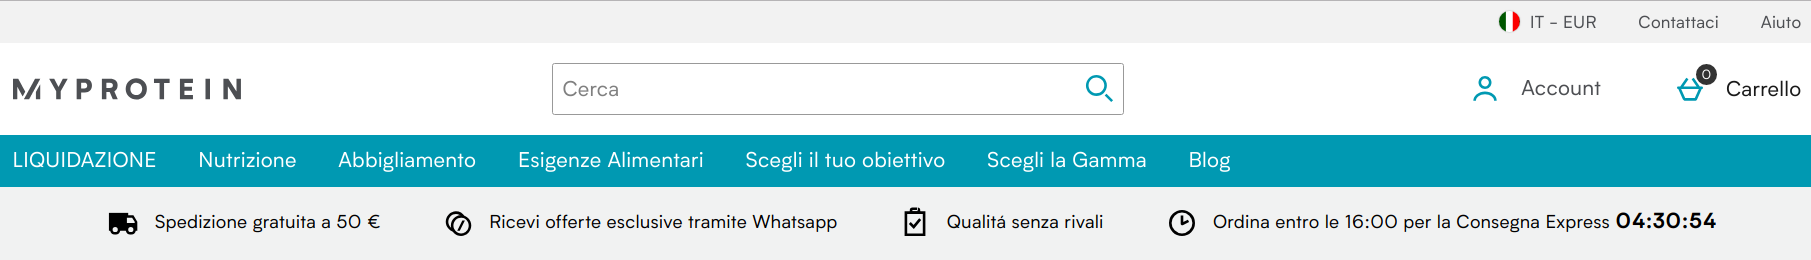 IT - EUR Contattaci Aiuto
MYPROTEIN Cerca Account 0 Carrello
LIQUIDAZIONE Nutrizione Abbigliamento Esigenze Alimentari Scegli il tuo obiettivo Scegli la Gamma Blog
Spedizione gratuita a 50 € Ricevi offerte esclusive tramite Whatsapp Qualitá senza rivali Ordina entro le 16:00 per la Consegna Express 04:30:54